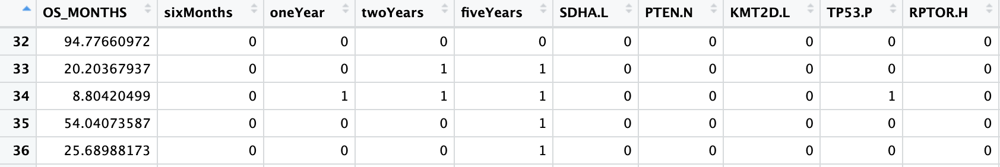 OS_MONTHS sixMonths oneYear twoYears fiveYears SDHA.L PTEN.N KMT2D.L TP53.P RPTOR.H
32 94.77660972 0 0 0 0 0 0 0 0 0
33 20.20367937 0 0 1 1 0 0 0 0 0
34 8.80420499 0 1 1 1 0 0 0 1 0
35 54.04073587 0 0 0 1 0 0 0 0 0
36 25.68988173 0 0 0 1 0 0 0 0 0